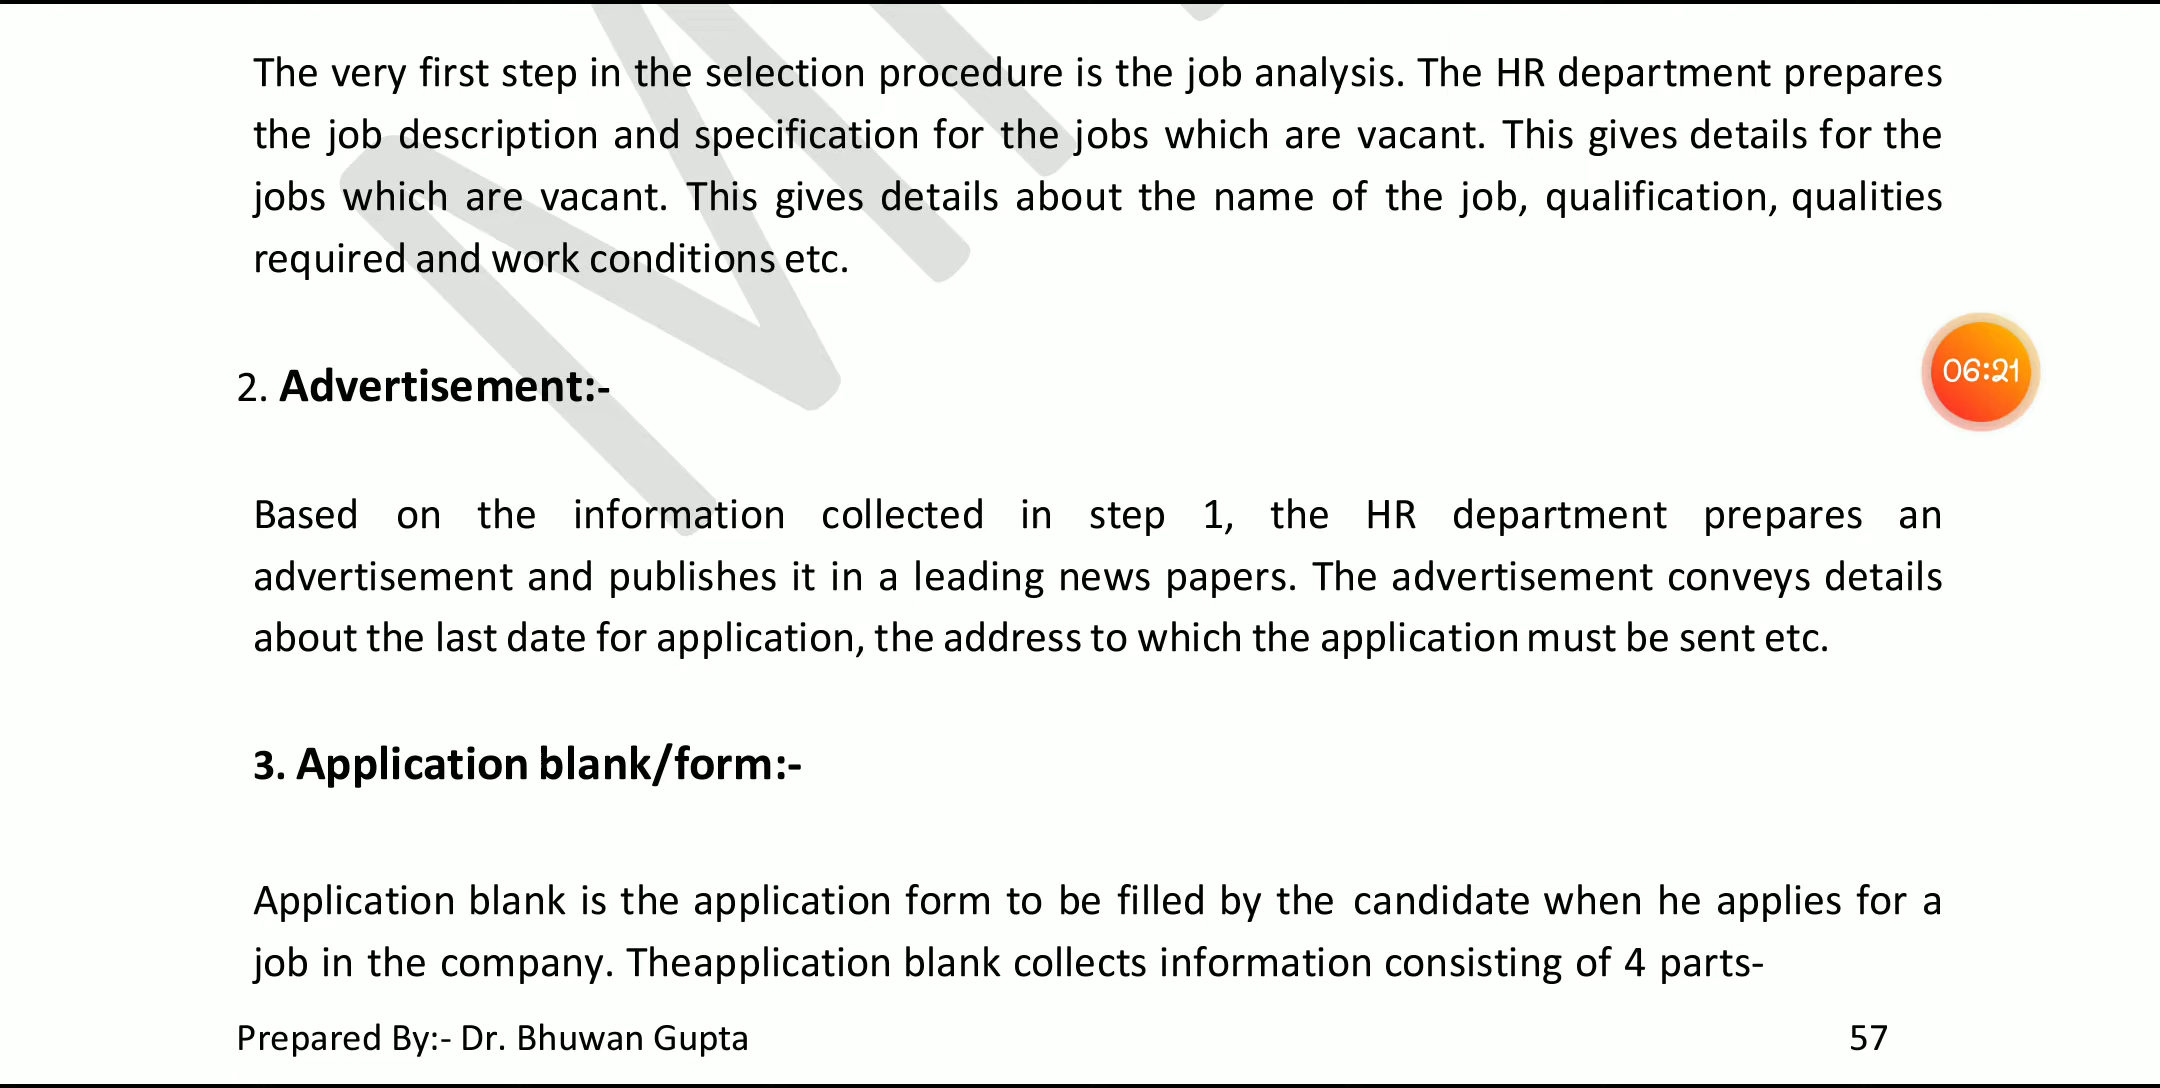 The very first step in the selection procedure is the job analysis. The HR department prepares
the job description and specification for the jobs which are vacant. This gives details for the
jobs which are vacant. This gives details about the name of the job, qualification, qualities
required and work conditions etc.
2. Advertisement:-
06:21
Based on the information collected in step 1, the HR department prepares an
advertisement and publishes it in a leading news papers. The advertisement conveys details
about the last date for application, the address to which the application must be sent etc.
3. Application blank/form:-
Application blank is the application form to be filled by the candidate when he applies for a
job in the company. Theapplication blank collects information consisting of 4 parts-
Prepared By:- Dr. Bhuwan Gupta 57